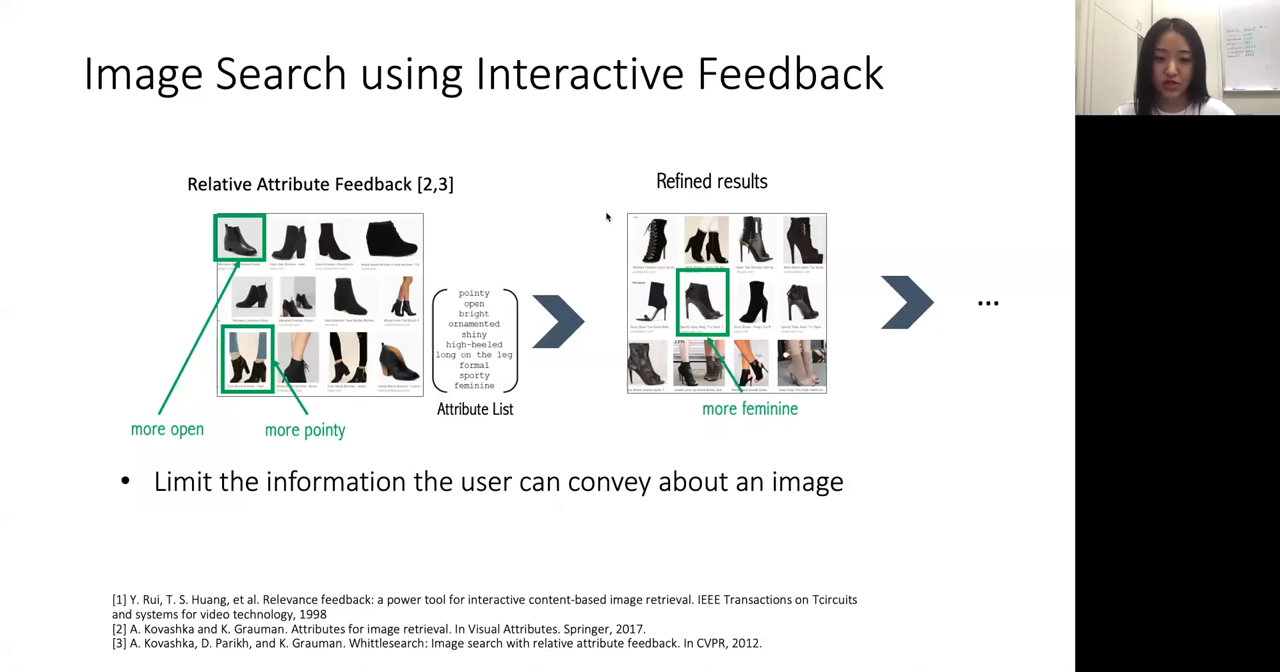 Image Search using Interactive Feedback
Relative Attribute Feedback [2,3]
Refined results
pointy
open
bright
ornamented
shiny
high-heeled
long on the leg
formal
sporty
feminine
Attribute List
...
more open
more pointy
more feminine
• Limit the information the user can convey about an image
[1] Y. Rui, T. S. Huang, et al. Relevance feedback: a power tool for interactive content-based image retrieval. IEEE Transactions on Tcircuits
and systems for video technology, 1998
[2] A. Kovashka and K. Grauman. Attributes for image retrieval. In Visual Attributes. Springer, 2017.
[3] A. Kovashka, D. Parikh, and K. Grauman. Whittlesearch: Image search with relative attribute feedback. In CVPR, 2012.